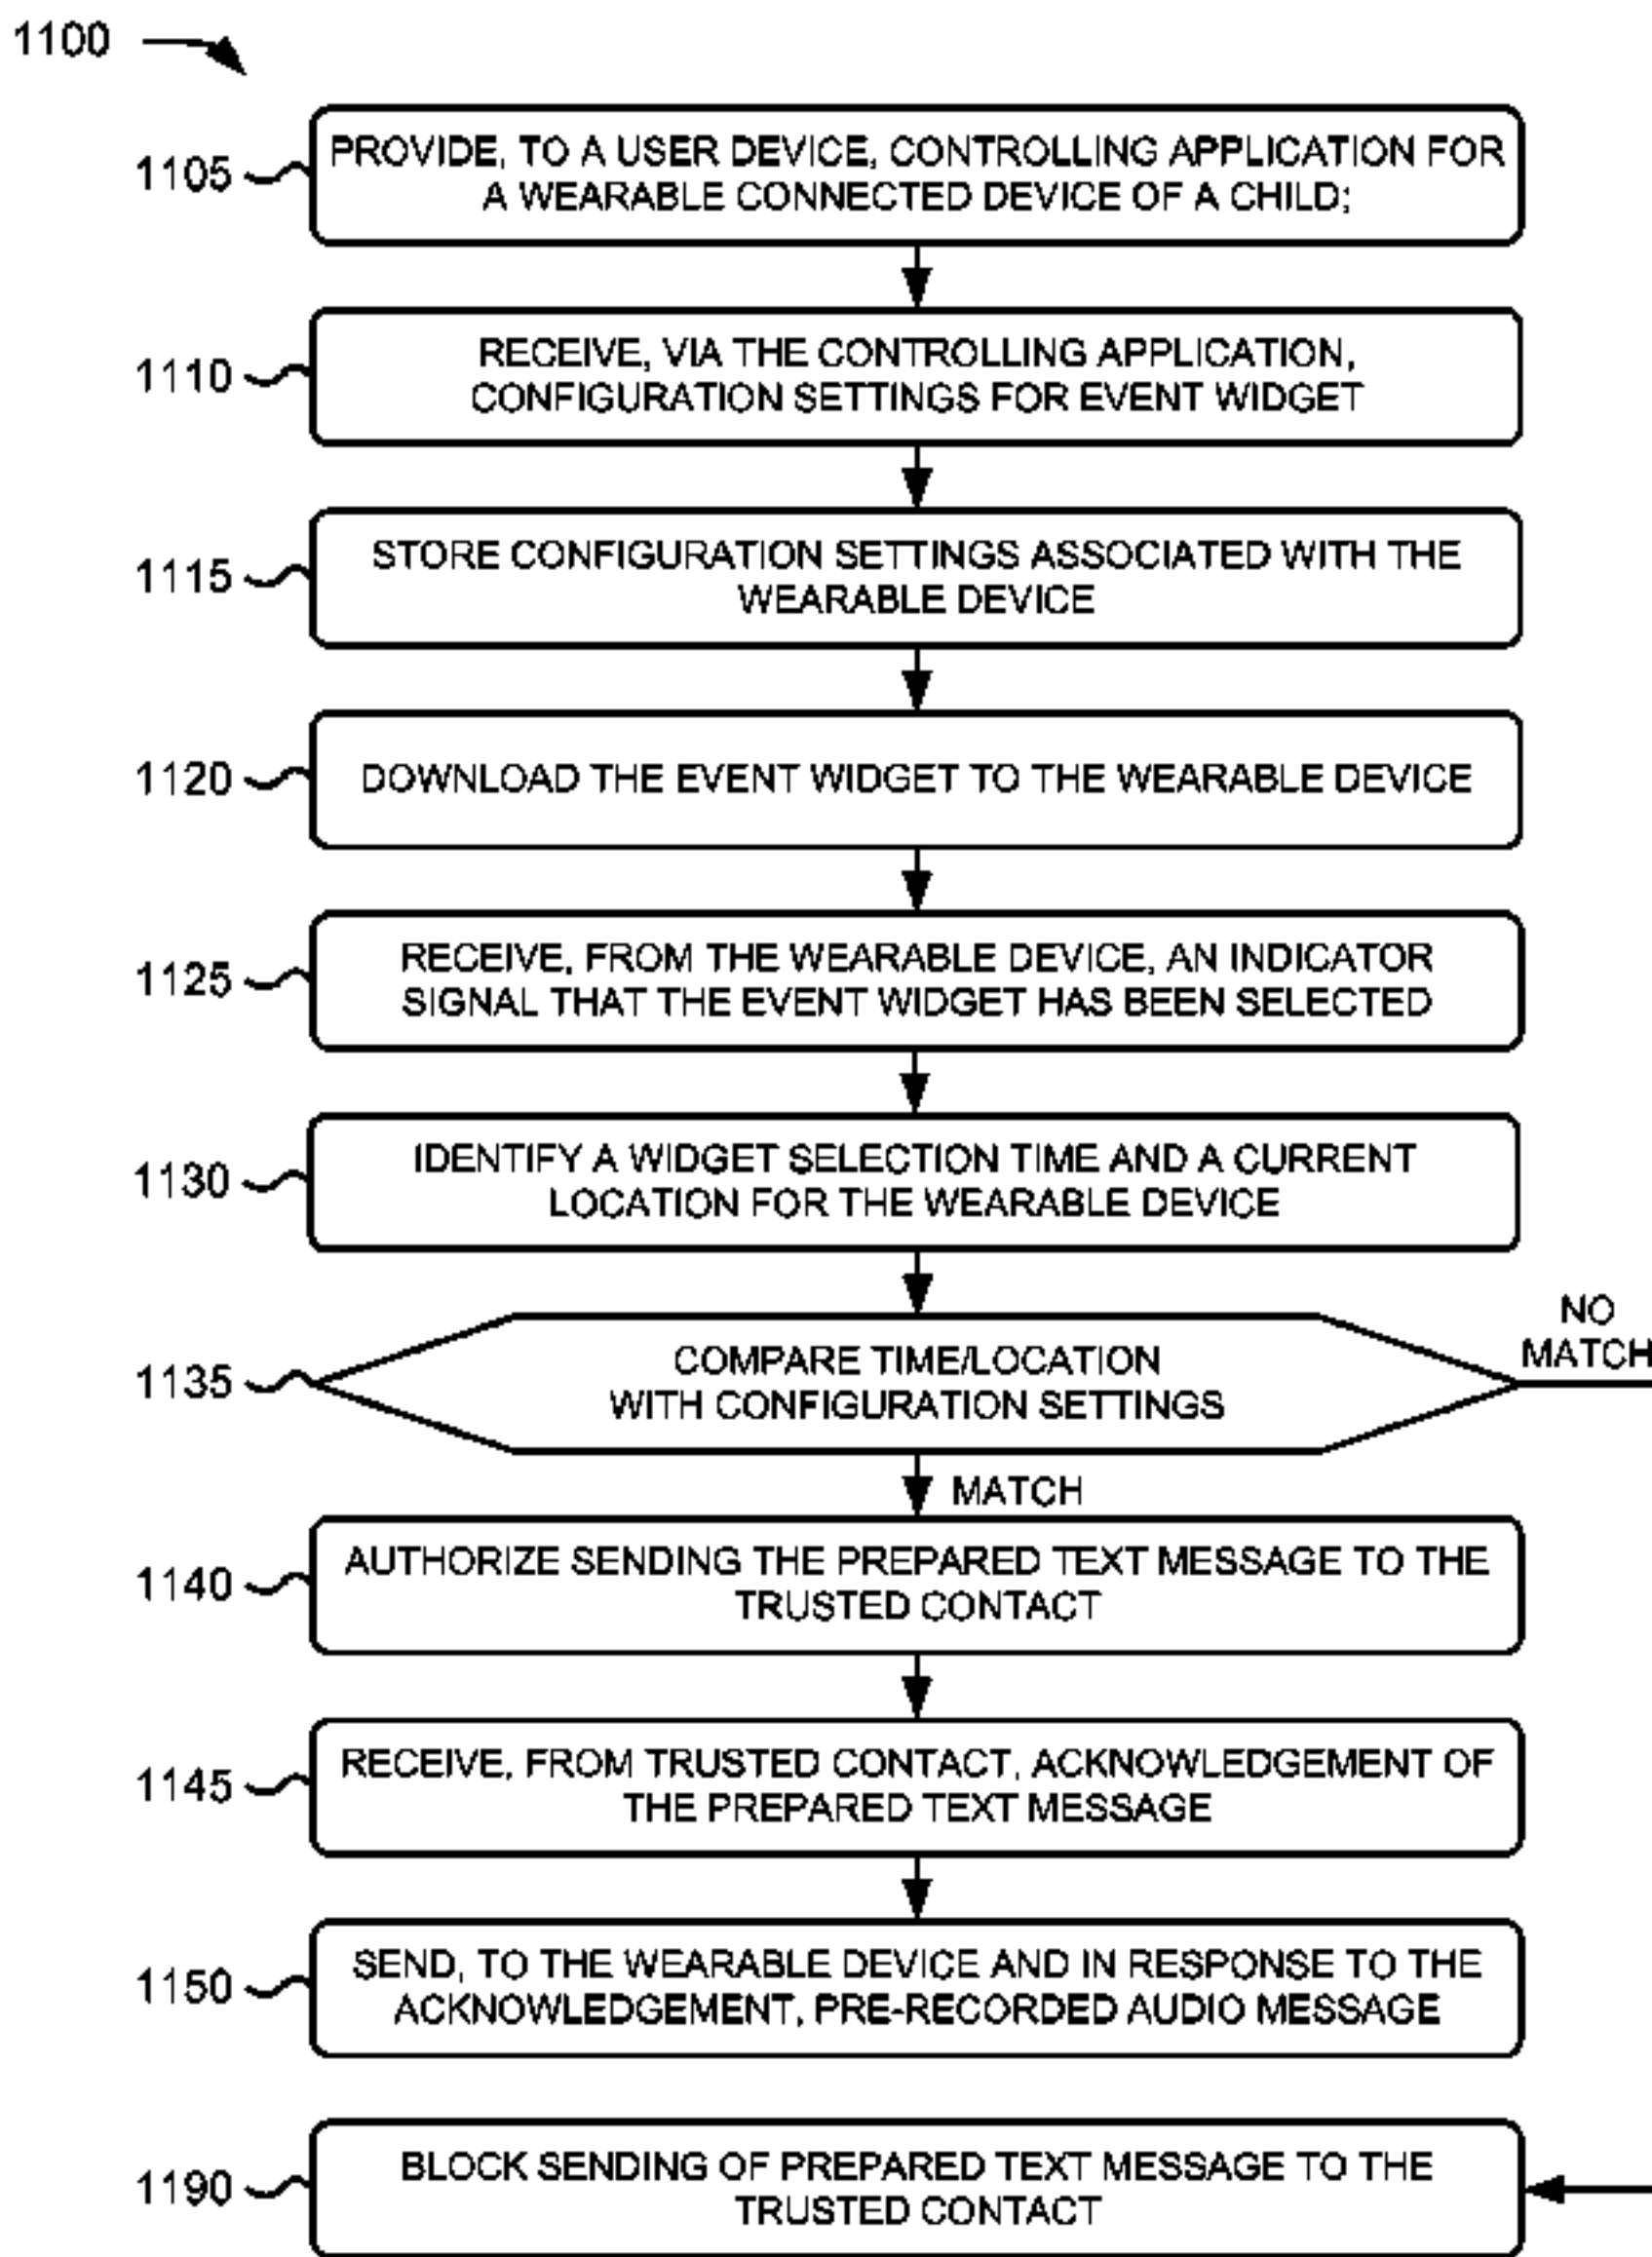 1100
1105
PROVIDE, TO A USER DEVICE, CONTROLLING APPLICATION FOR
A WEARABLE CONNECTED DEVICE OF A CHILD;
1110
RECEIVE, VIA THE CONTROLLING APPLICATION,
CONFIGURATION SETTINGS FOR EVENT WIDGET
1115
STORE CONFIGURATION SETTINGS ASSOCIATED WITH THE
WEARABLE DEVICE
1120
DOWNLOAD THE EVENT WIDGET TO THE WEARABLE DEVICE
1125
RECEIVE, FROM THE WEARABLE DEVICE, AN INDICATOR
SIGNAL THAT THE EVENT WIDGET HAS BEEN SELECTED
1130
IDENTIFY A WIDGET SELECTION TIME AND A CURRENT
LOCATION FOR THE WEARABLE DEVICE
1135
COMPARE TIME/LOCATION
WITH CONFIGURATION SETTINGS
NO
MATCH
MATCH
1140
AUTHORIZE SENDING THE PREPARED TEXT MESSAGE TO THE
TRUSTED CONTACT
1145
RECEIVE, FROM TRUSTED CONTACT, ACKNOWLEDGEMENT OF
THE PREPARED TEXT MESSAGE
1150
SEND, TO THE WEARABLE DEVICE AND IN RESPONSE TO THE
ACKNOWLEDGEMENT, PRE-RECORDED AUDIO MESSAGE
1190
BLOCK SENDING OF PREPARED TEXT MESSAGE TO THE
TRUSTED CONTACT